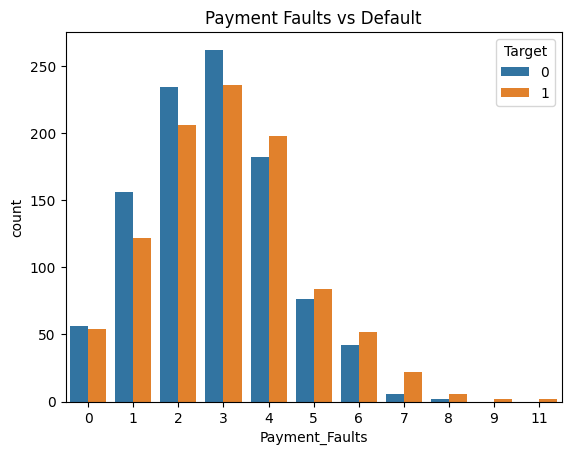 Payment Faults vs Default
Target
0
1
count
250
200
150
100
50
0
0 1 2 3 4 5 6 7 8 9 11
Payment_Faults